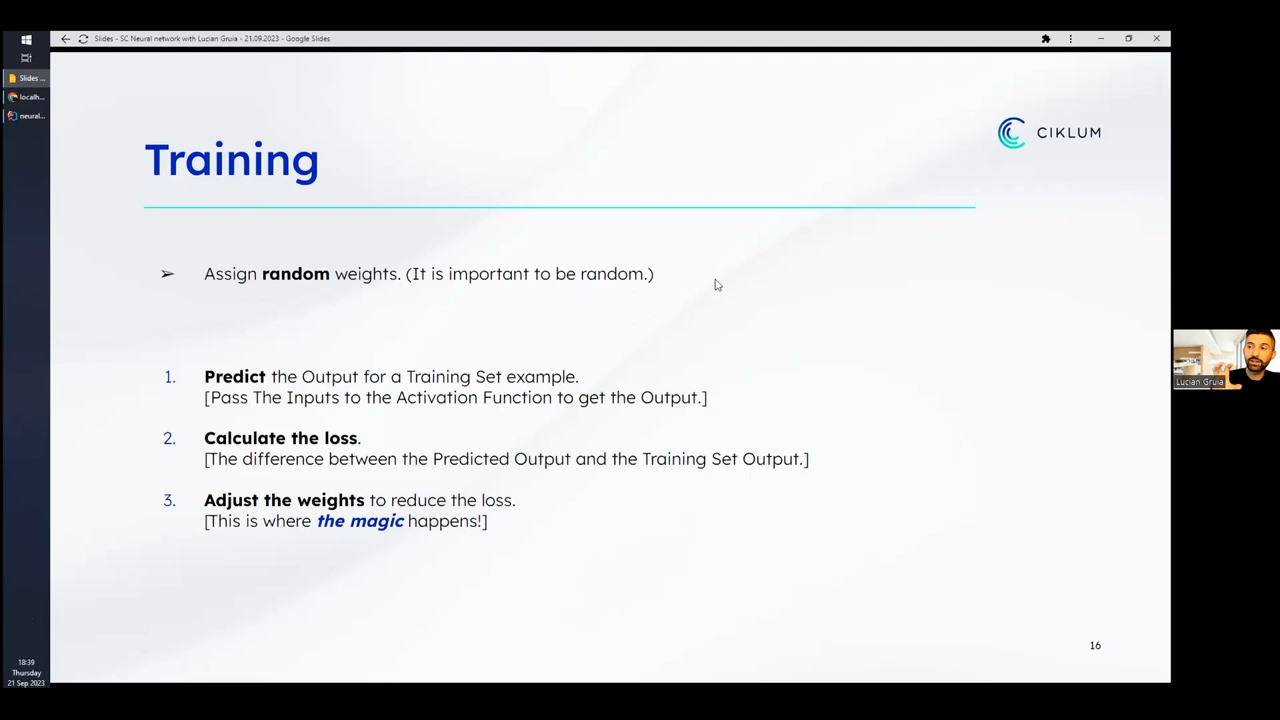 Slides - SC Neural network with Lucian Gruia - 21.09.2023 - Google Slides
Slides ...
localh...
neural...
CIKLUM
Training
➢ Assign random weights. (It is important to be random.)
1. Predict the Output for a Training Set example.
[Pass The Inputs to the Activation Function to get the Output.]
2. Calculate the loss.
[The difference between the Predicted Output and the Training Set Output.]
3. Adjust the weights to reduce the loss.
[This is where the magic happens!]
Lucian Gruia
16
18:39
Thursday
21 Sep 2023